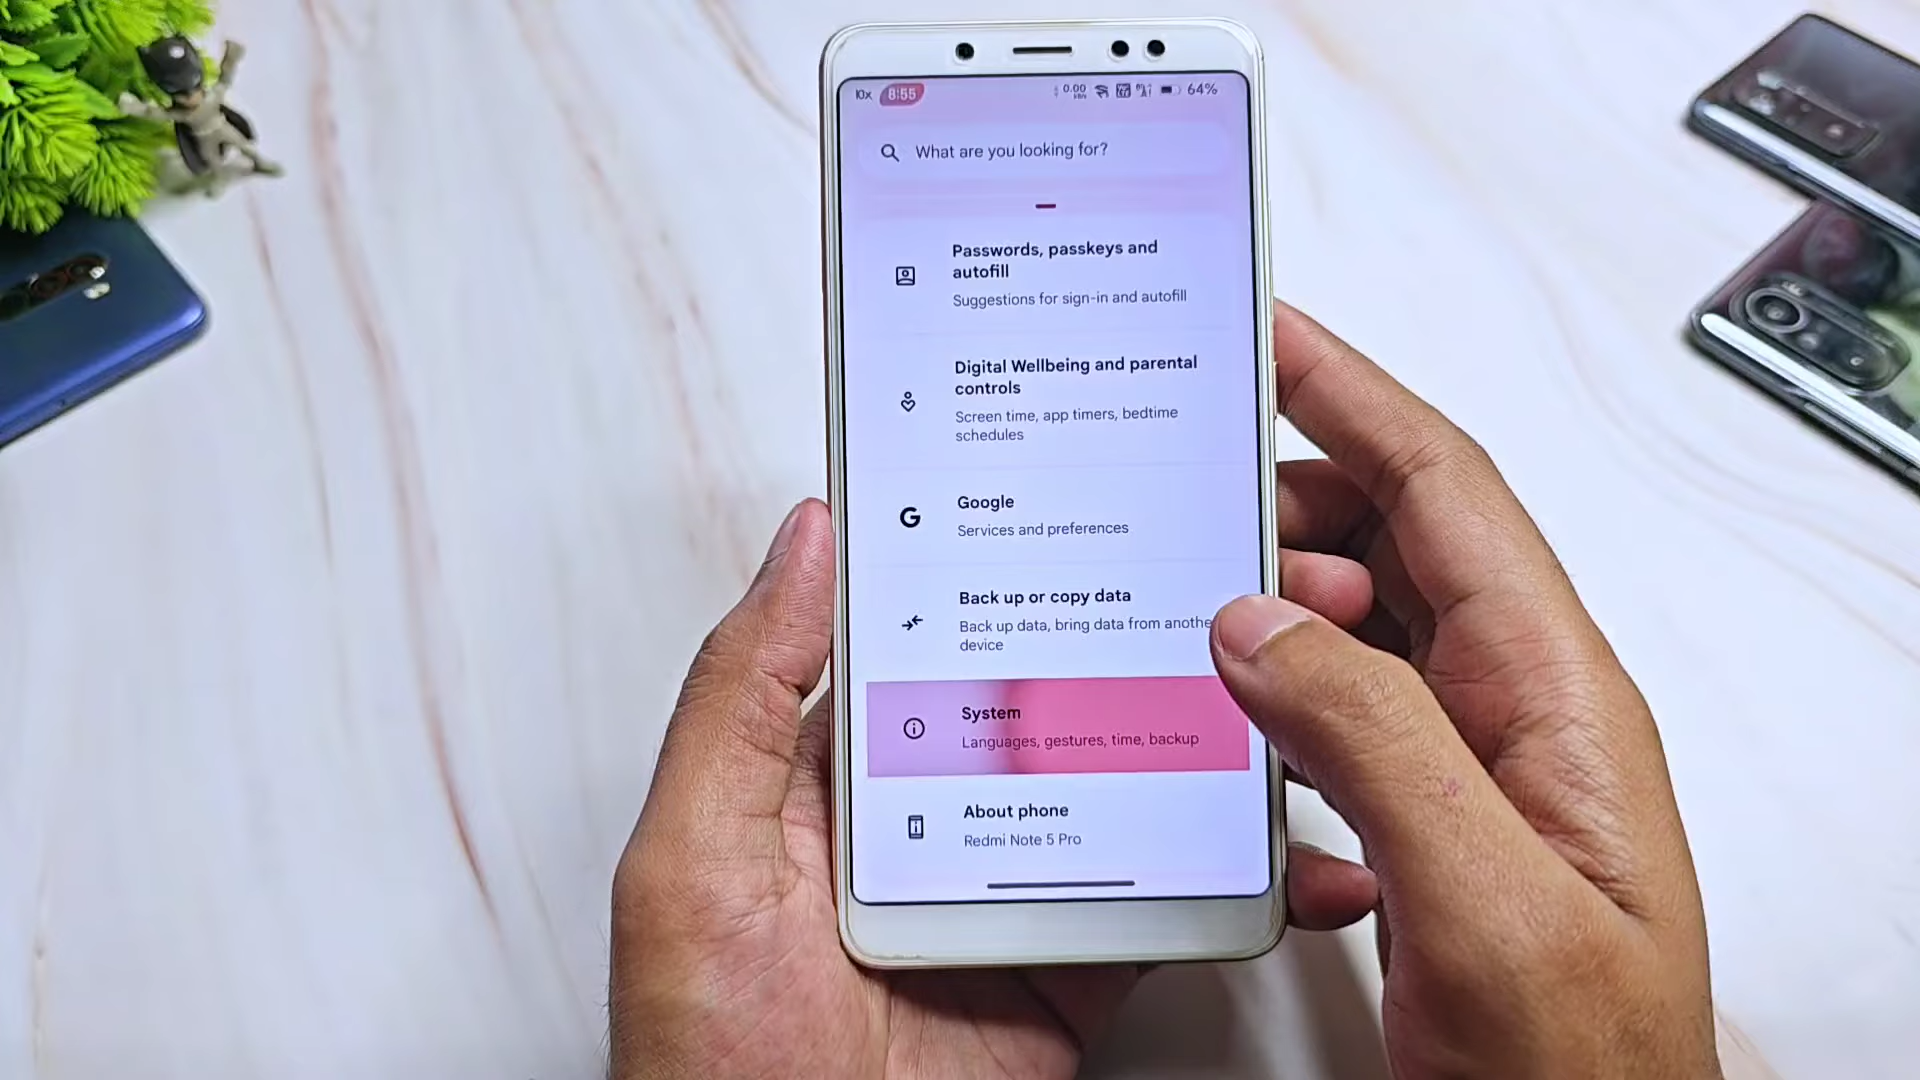 10x 8:55 0.00 64%
What are you looking for?
Passwords, passkeys and
autofill
Suggestions for sign-in and autofill
Digital Wellbeing and parental
controls
Screen time, app timers, bedtime
schedules
Google
Services and preferences
Back up or copy data
Back up data, bring data from anothe
device
System
Languages, gestures, time, backup
About phone
Redmi Note 5 Pro